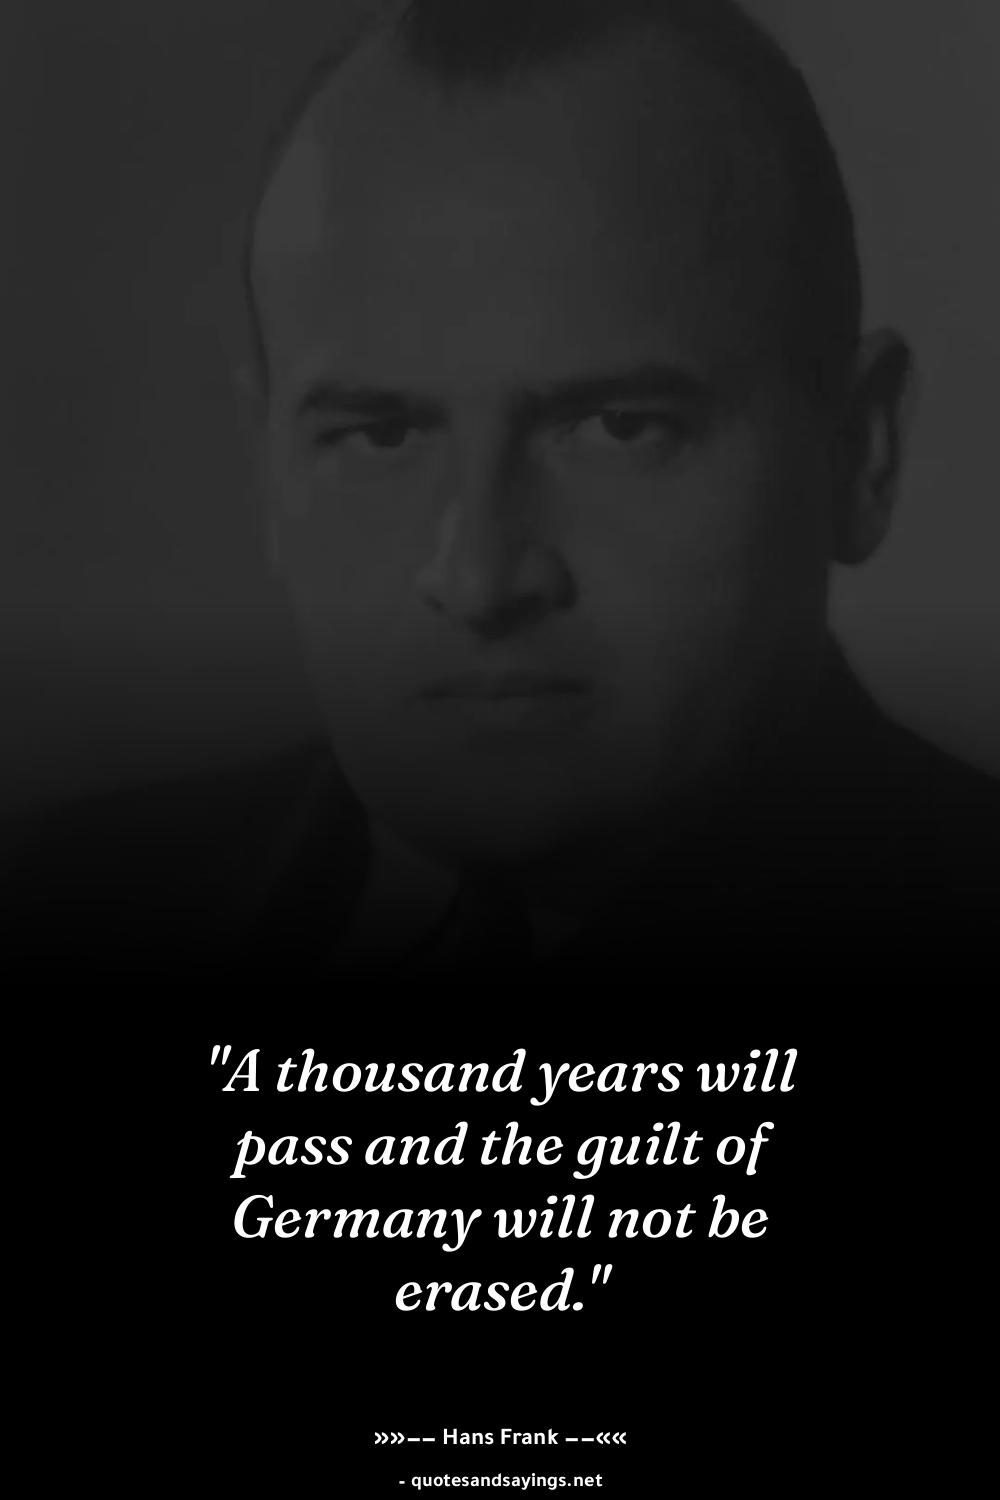 "A thousand years will
pass and the guilt of
Germany will not be
erased."
»»−− Hans Frank −−««
- quotesandsayings.net